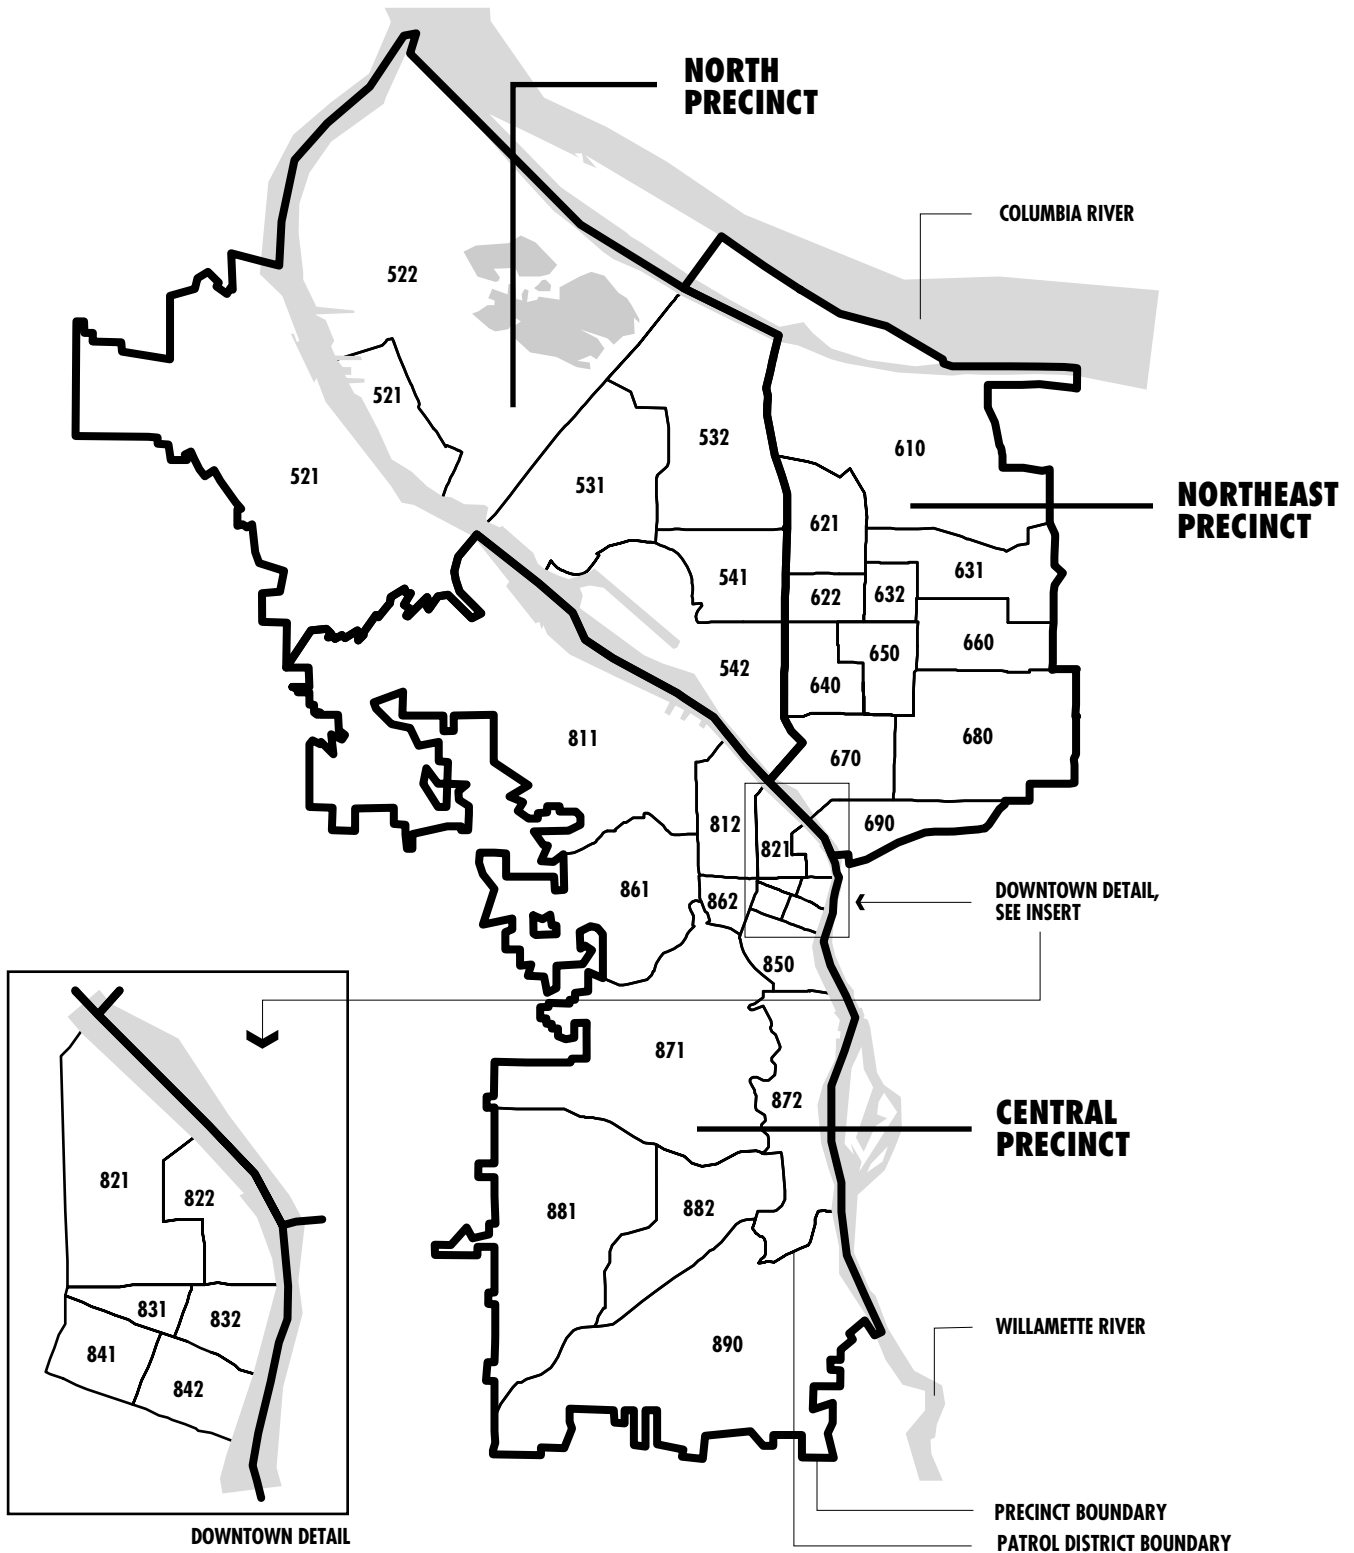 NORTH
PRECINCT
COLUMBIA RIVER
522
521
532
610
521
531
NORTHEAST
PRECINCT
621
541
631
622
632
660
650
542
640
811
680
670
812
690
821
861
862
DOWNTOWN DETAIL,
SEE INSERT
850
871
872
CENTRAL
PRECINCT
881
882
890
WILLAMETTE RIVER
PRECINCT BOUNDARY
PATROL DISTRICT BOUNDARY
821
822
831
832
841
842
DOWNTOWN DETAIL